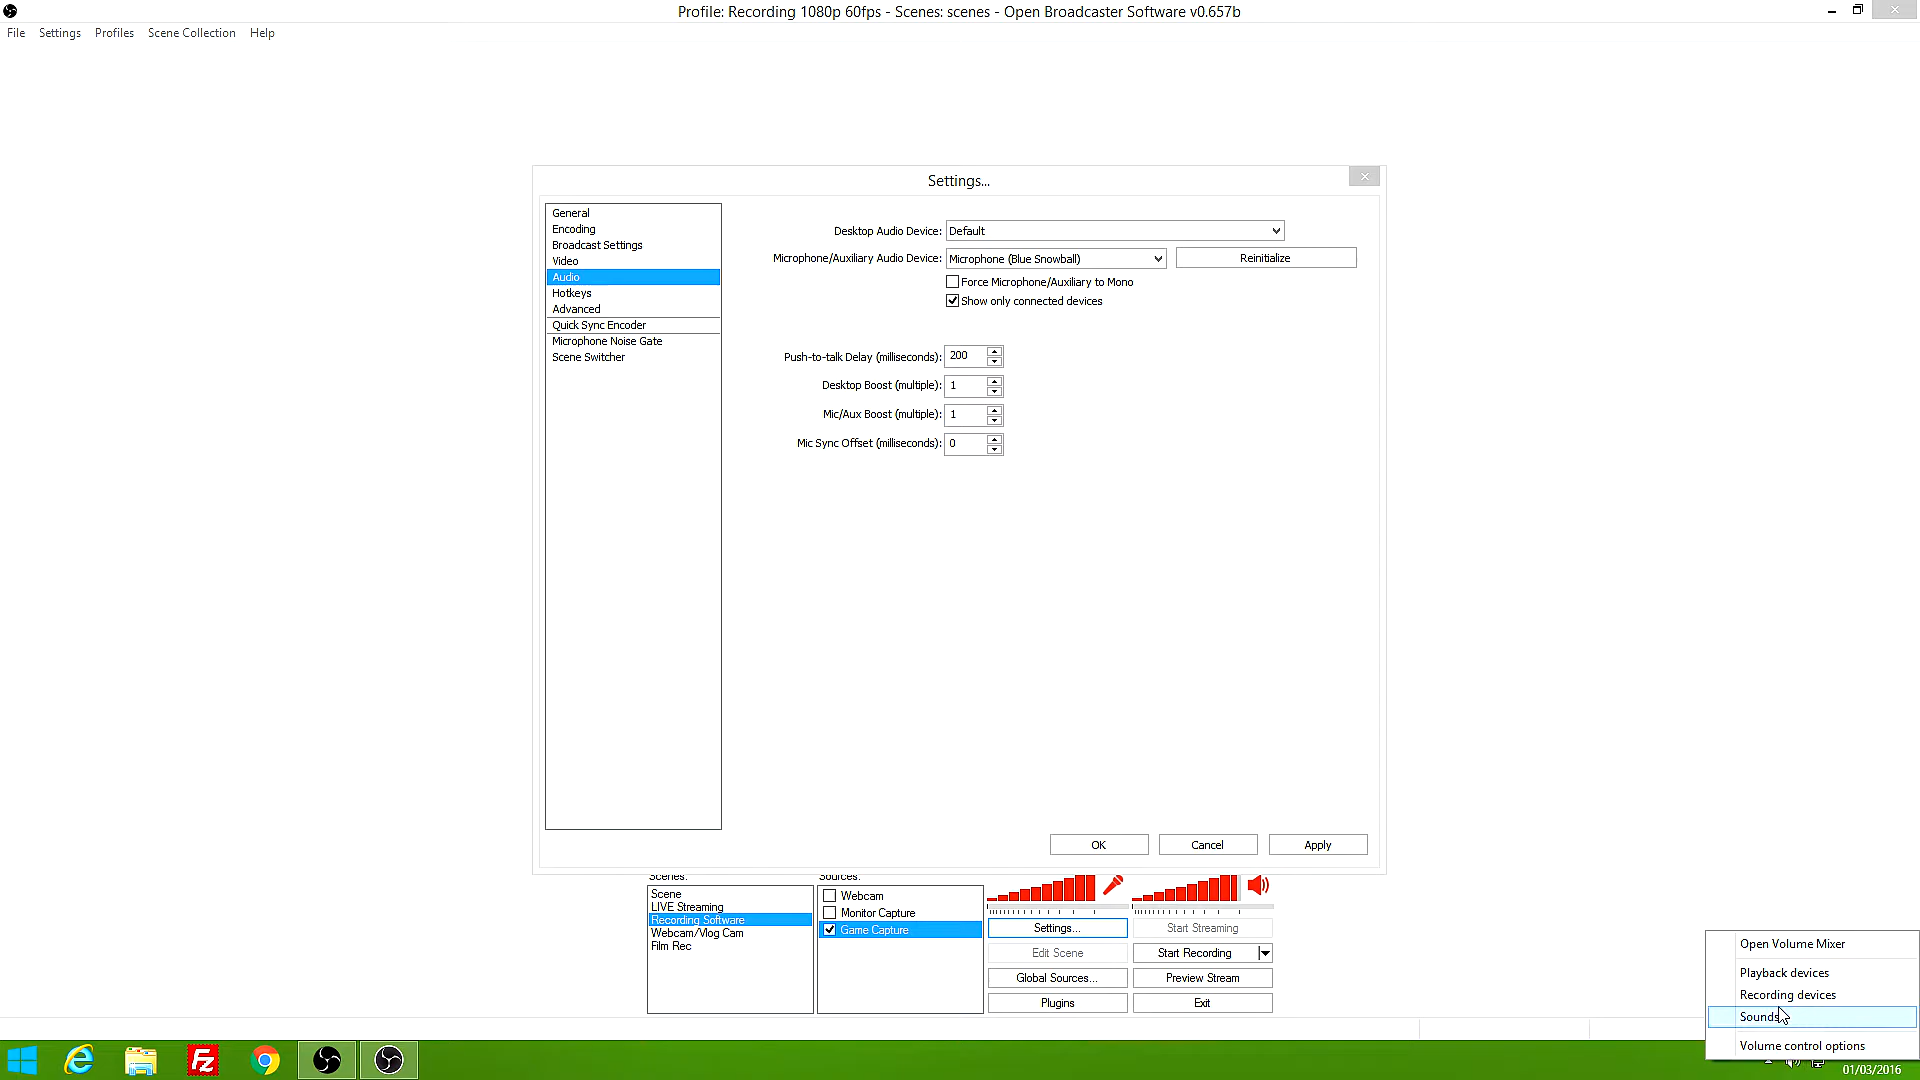 Profile: Recording 1080p 60fps - Scenes: scenes - Open Broadcaster Software v0.657b
File Settings Profiles Scene Collection Help
Settings...
General
Encoding
Broadcast Settings
Video
Audio
Hotkeys
Advanced
Quick Sync Encoder
Microphone Noise Gate
Scene Switcher
Desktop Audio Device: Default
Microphone/Auxiliary Audio Device: Microphone (Blue Snowball) Reinitialize
Force Microphone/Auxiliary to Mono
Show only connected devices
Push-to-talk Delay (milliseconds): 200
Desktop Boost (multiple): 1
Mic/Aux Boost (multiple): 1
Mic Sync Offset (milliseconds): 0
OK Cancel Apply
Scenes:
Scene
LIVE Streaming
Recording Software
Webcam/Vlog Cam
Film Rec
Sources:
Webcam
Monitor Capture
Game Capture
Settings... Start Streaming
Edit Scene Start Recording
Global Sources... Preview Stream
Plugins Exit
Open Volume Mixer
Playback devices
Recording devices
Sounds
Volume control options
Fz
01/03/2016